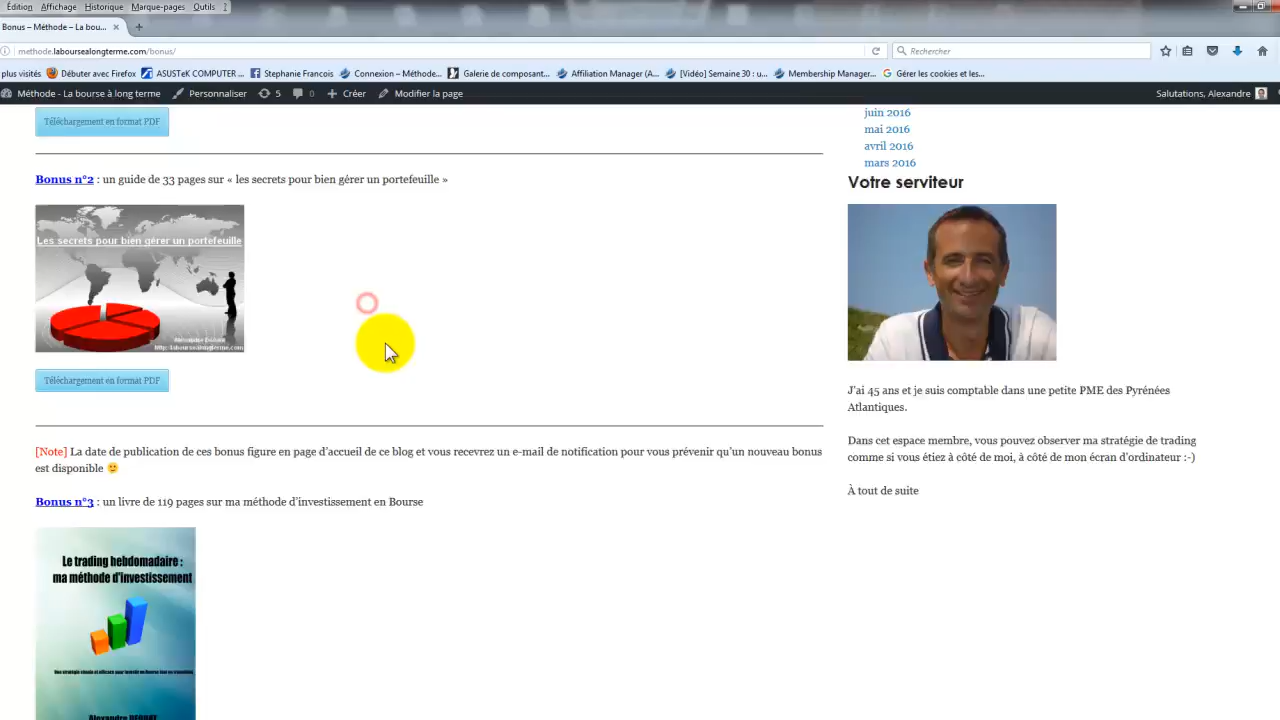 Édition Affichage Historique Marque-pages Outils ?
Bonus – Méthode – La bou... × +
methode.laboursealongterme.com/bonus/
Rechercher
plus visités Débuter avec Firefox ASUSTeK COMPUTER ... Stephanie Francois Connexion – Méthode... Galerie de composant... Affiliation Manager (A... [Vidéo] Semaine 30 : u... Membership Manager... Gérer les cookies et les...
Méthode - La bourse à long terme Personnaliser 5 0 + Créer Modifier la page Salutations, Alexandre
Téléchargement en format PDF
Bonus n°2 : un guide de 33 pages sur « les secrets pour bien gérer un portefeuille »
Les secrets pour bien gérer un portefeuille
Téléchargement en format PDF
[Note] La date de publication de ces bonus figure en page d'accueil de ce blog et vous recevrez un e-mail de notification pour vous prévenir qu'un nouveau bonus
est disponible
Bonus n°3 : un livre de 119 pages sur ma méthode d'investissement en Bourse
Le trading hebdomadaire :
ma méthode d'investissement
juin 2016
mai 2016
avril 2016
mars 2016
Votre serviteur
J'ai 45 ans et je suis comptable dans une petite PME des Pyrénées
Atlantiques.
Dans cet espace membre, vous pouvez observer ma stratégie de trading
comme si vous étiez à côté de moi, à côté de mon écran d'ordinateur :-)
À tout de suite